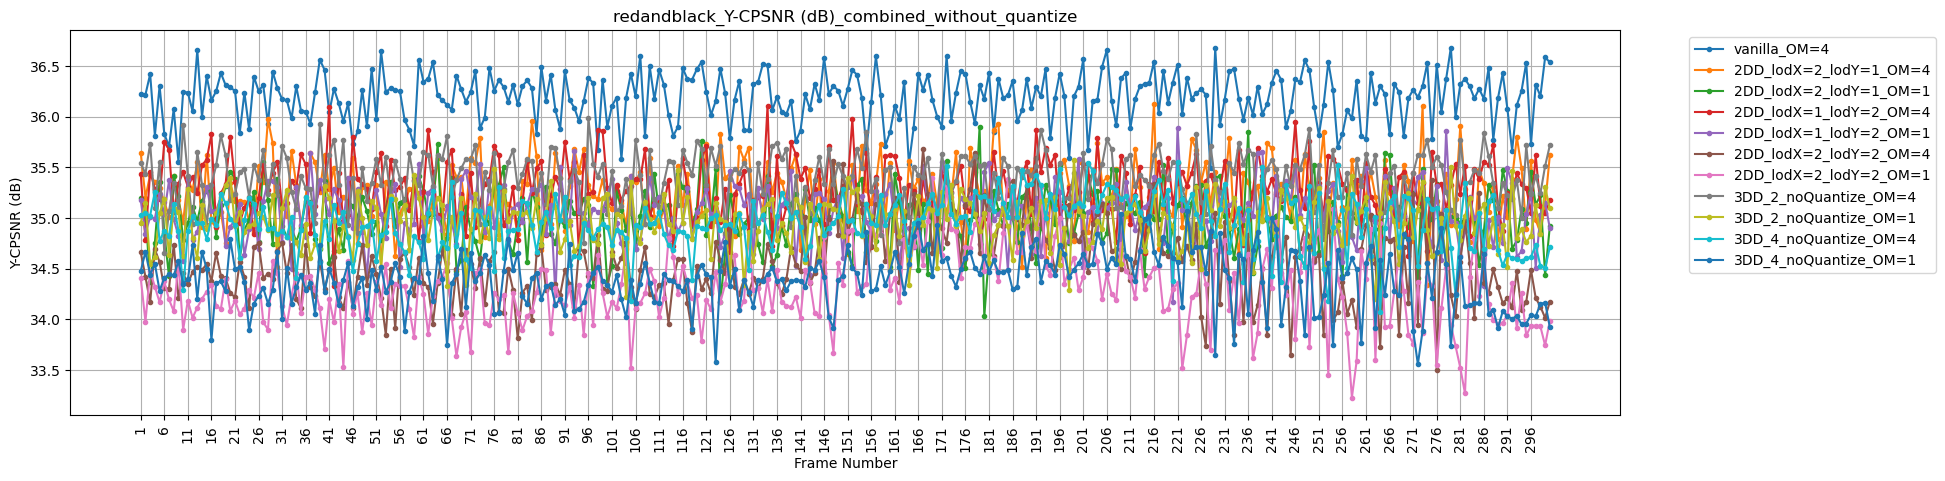 redandblack_Y-CPSNR (dB)_combined_without_quantize
Y-CPSNR (dB)
36.5
36.0
35.5
35.0
34.5
34.0
33.5
1 6 11 16 21 26 31 36 41 46 51 56 61 66 71 76 81 86 91 96 101 106 111 116 121 126 131 136 141 146 151 156 161 166 171 176 181 186 191 196 201 206 211 216 221 226 231 236 241 246 251 256 261 266 271 276 281 286 291 296
Frame Number
vanilla_OM=4
2DD_lodX=2_lodY=1_OM=4
2DD_lodX=2_lodY=1_OM=1
2DD_lodX=1_lodY=2_OM=4
2DD_lodX=1_lodY=2_OM=1
2DD_lodX=2_lodY=2_OM=4
2DD_lodX=2_lodY=2_OM=1
3DD_2_noQuantize_OM=4
3DD_2_noQuantize_OM=1
3DD_4_noQuantize_OM=4
3DD_4_noQuantize_OM=1